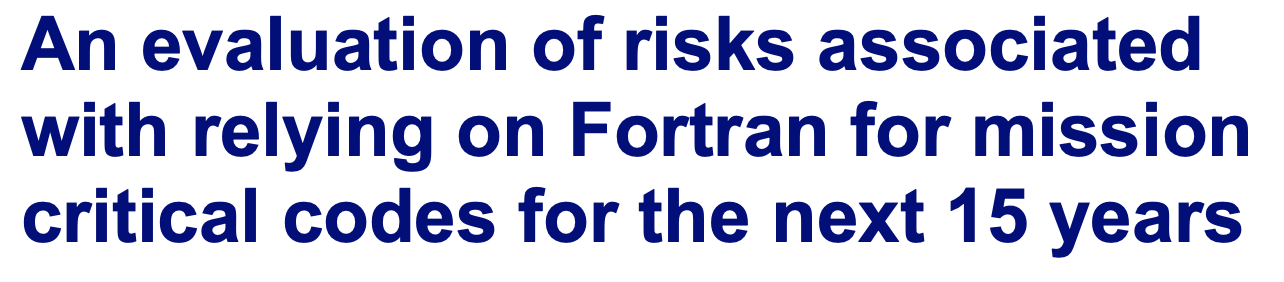 An evaluation of risks associated
with relying on Fortran for mission
critical codes for the next 15 years